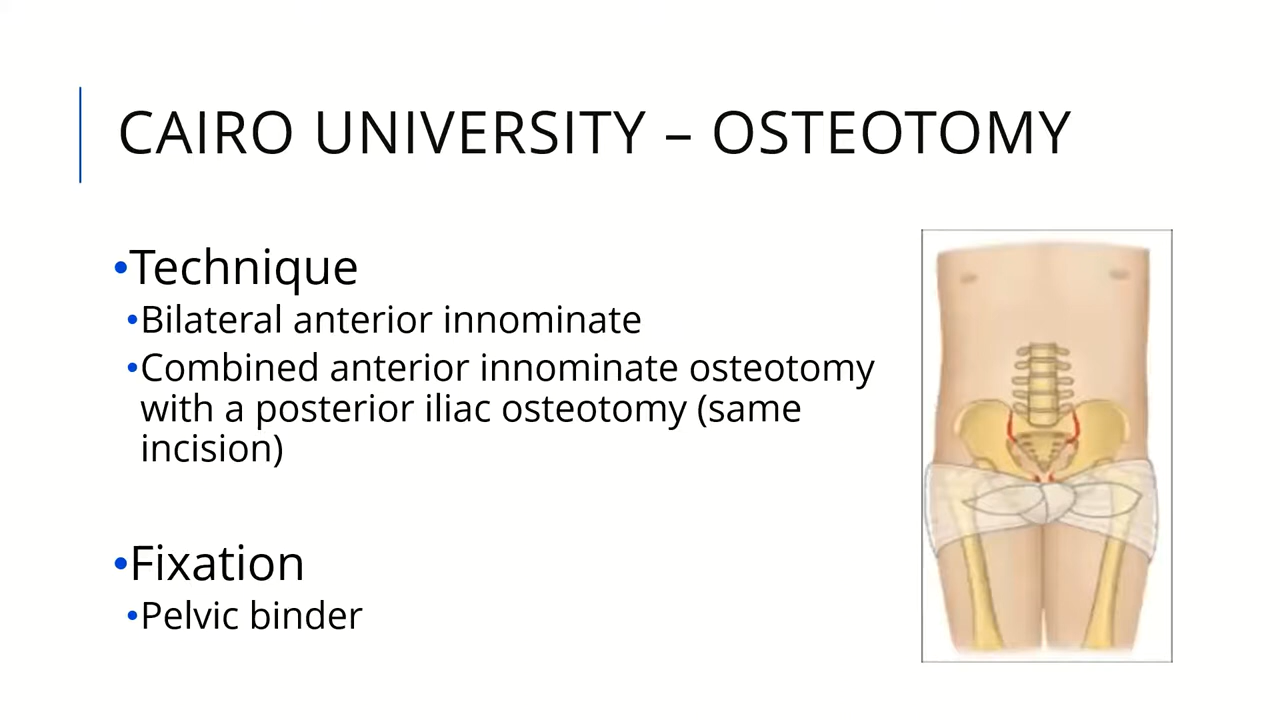 CAIRO UNIVERSITY – OSTEOTOMY
•Technique
•Bilateral anterior innominate
•Combined anterior innominate osteotomy
with a posterior iliac osteotomy (same
incision)
•Fixation
•Pelvic binder